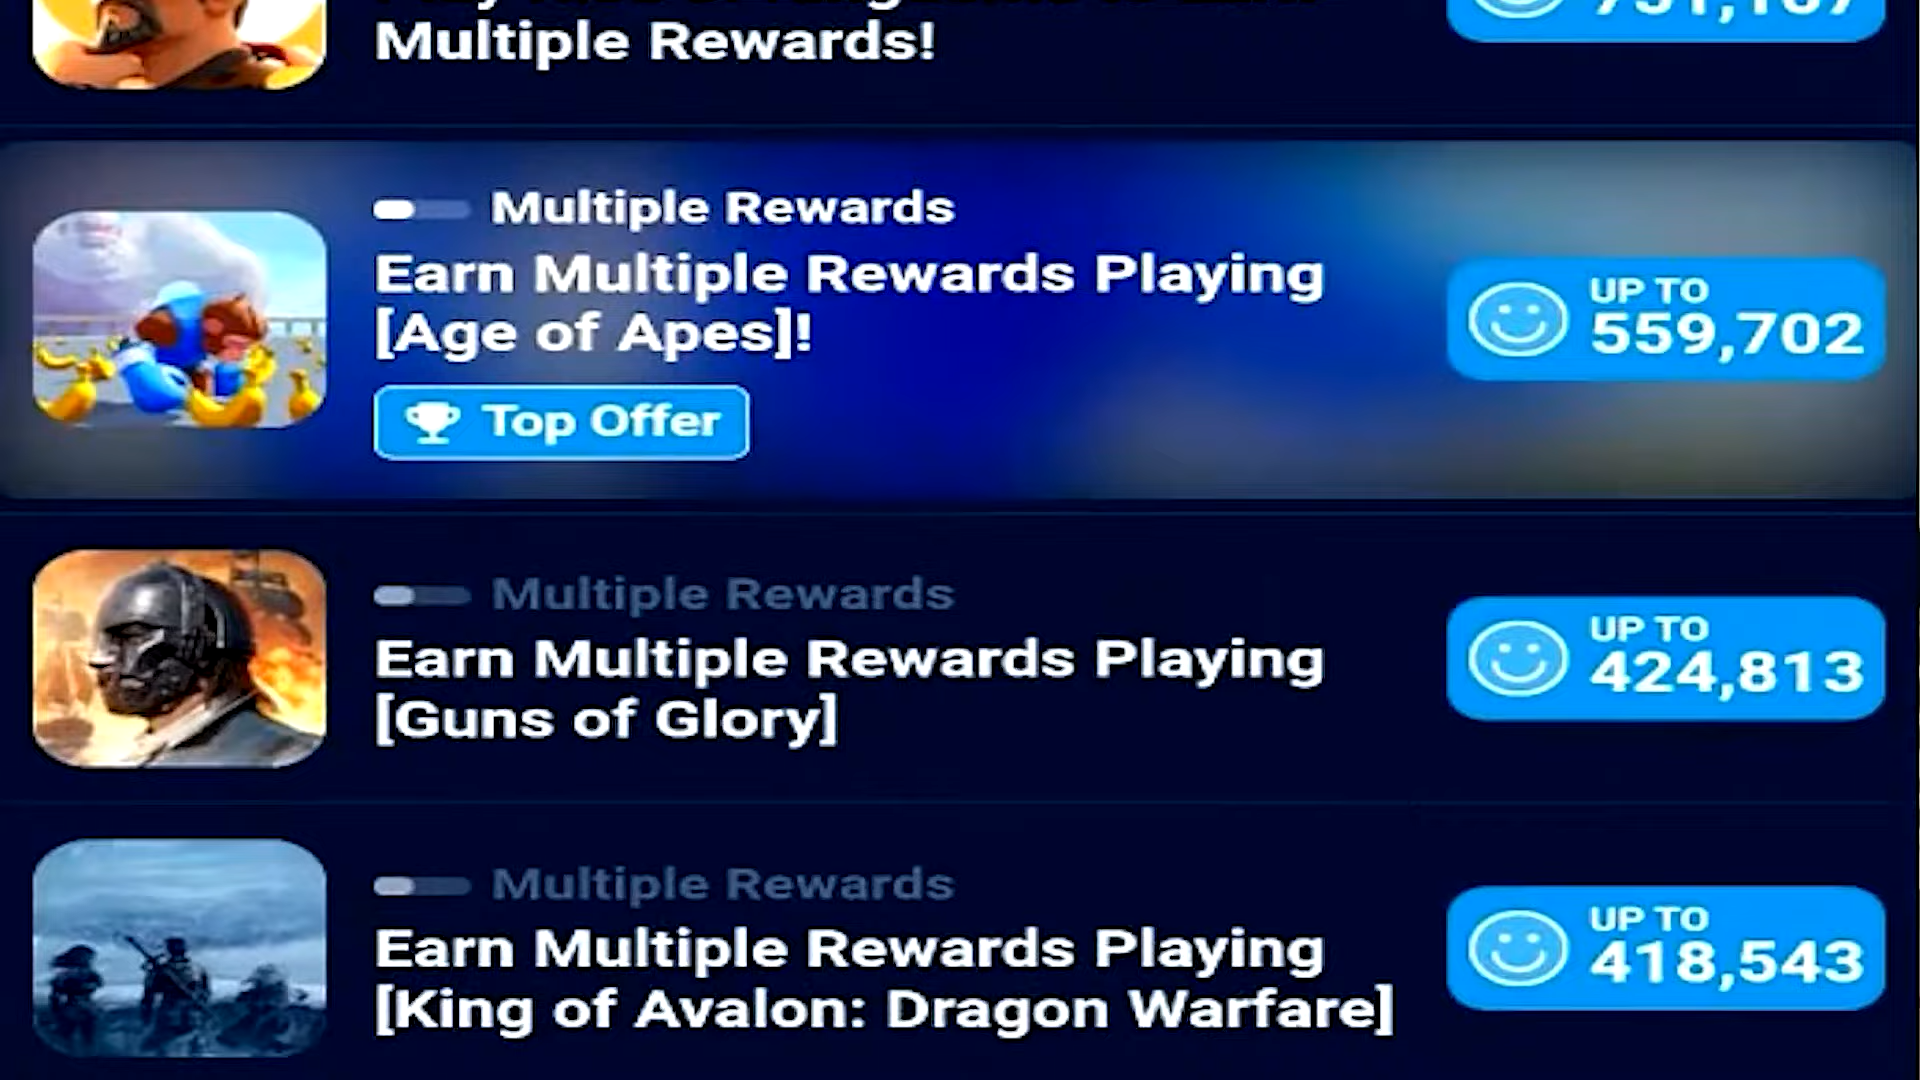 Multiple Rewards!
Multiple Rewards
Earn Multiple Rewards Playing
[Age of Apes]!
UP TO
559,702
Top Offer
Multiple Rewards
Earn Multiple Rewards Playing
[Guns of Glory]
UP TO
424,813
Multiple Rewards
Earn Multiple Rewards Playing
[King of Avalon: Dragon Warfare]
UP TO
418,543